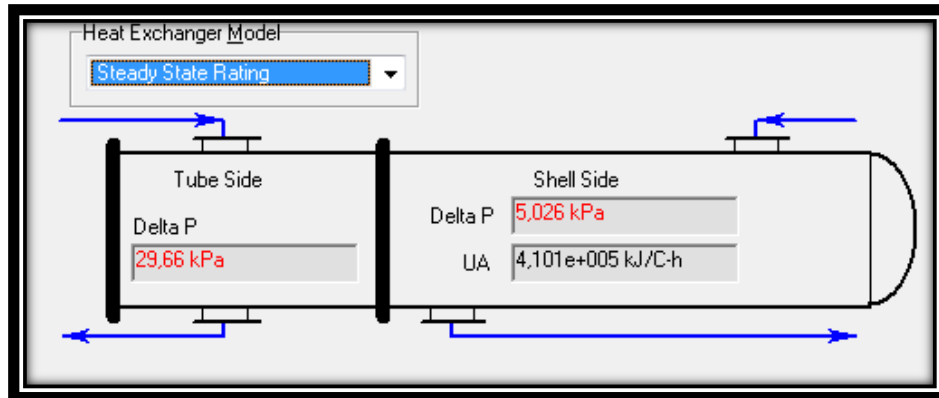 Heat Exchanger Model
Steady State Rating
Tube Side
Shell Side
Delta P
5,026 kPa
Delta P
29,66 kPa
UA
4,101e+005 kJ/C-h